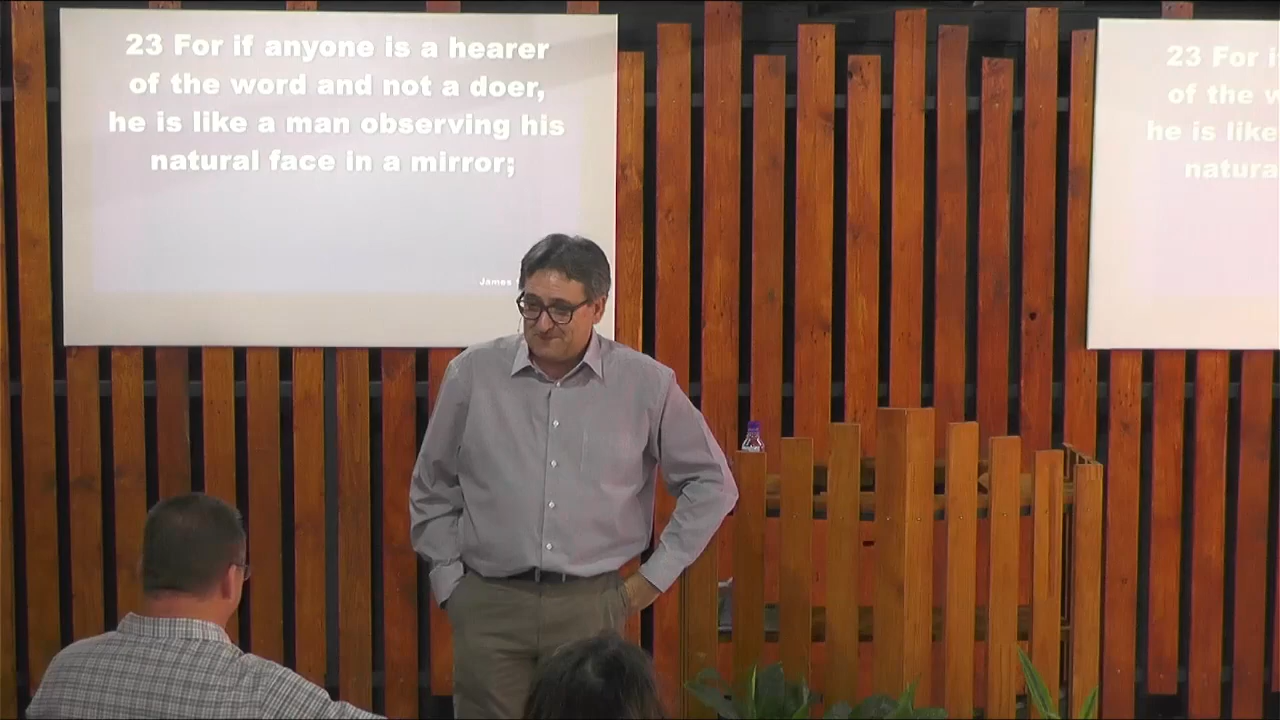 23 For if anyone is a hearer
of the word and not a doer,
he is like a man observing his
natural face in a mirror;
James
23 For i
of the w
he is like
natura